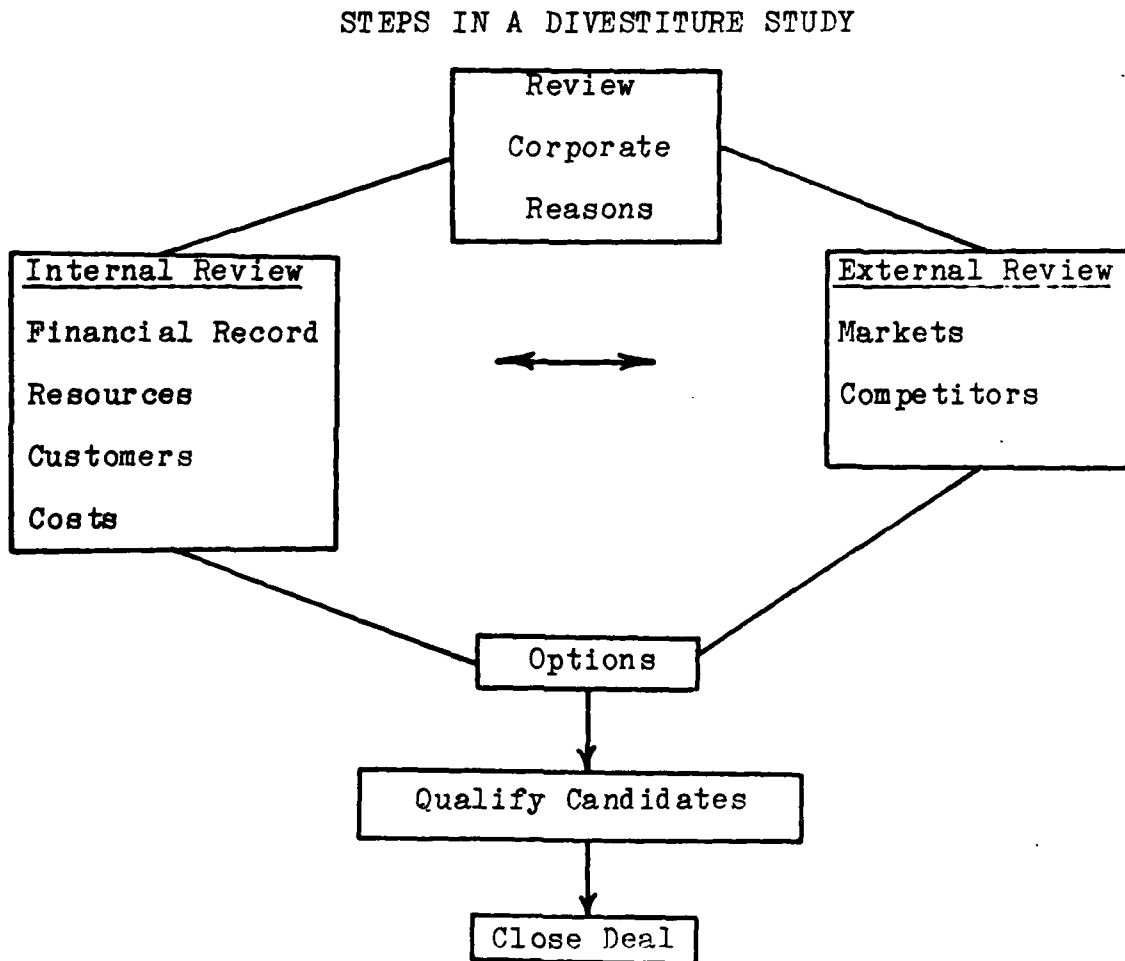 STEPS IN A DIVESTITURE STUDY
Review
Corporate
Reasons
Internal Review
Financial Record
Resources
Customers
Costs
External Review
Markets
Competitors
Options
Qualify Candidates
Close Deal